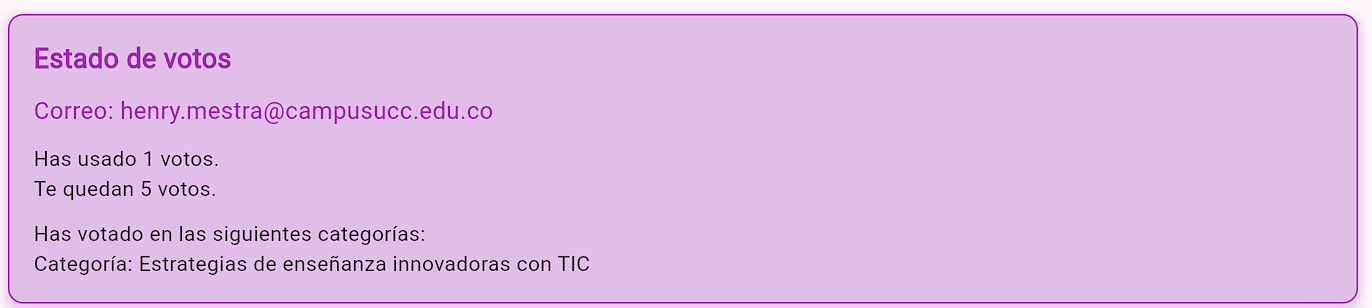 Estado de votos
Correo: henry.mestra@campusucc.edu.co
Has usado 1 votos.
Te quedan 5 votos.
Has votado en las siguientes categorías:
Categoría: Estrategias de enseñanza innovadoras con TIC